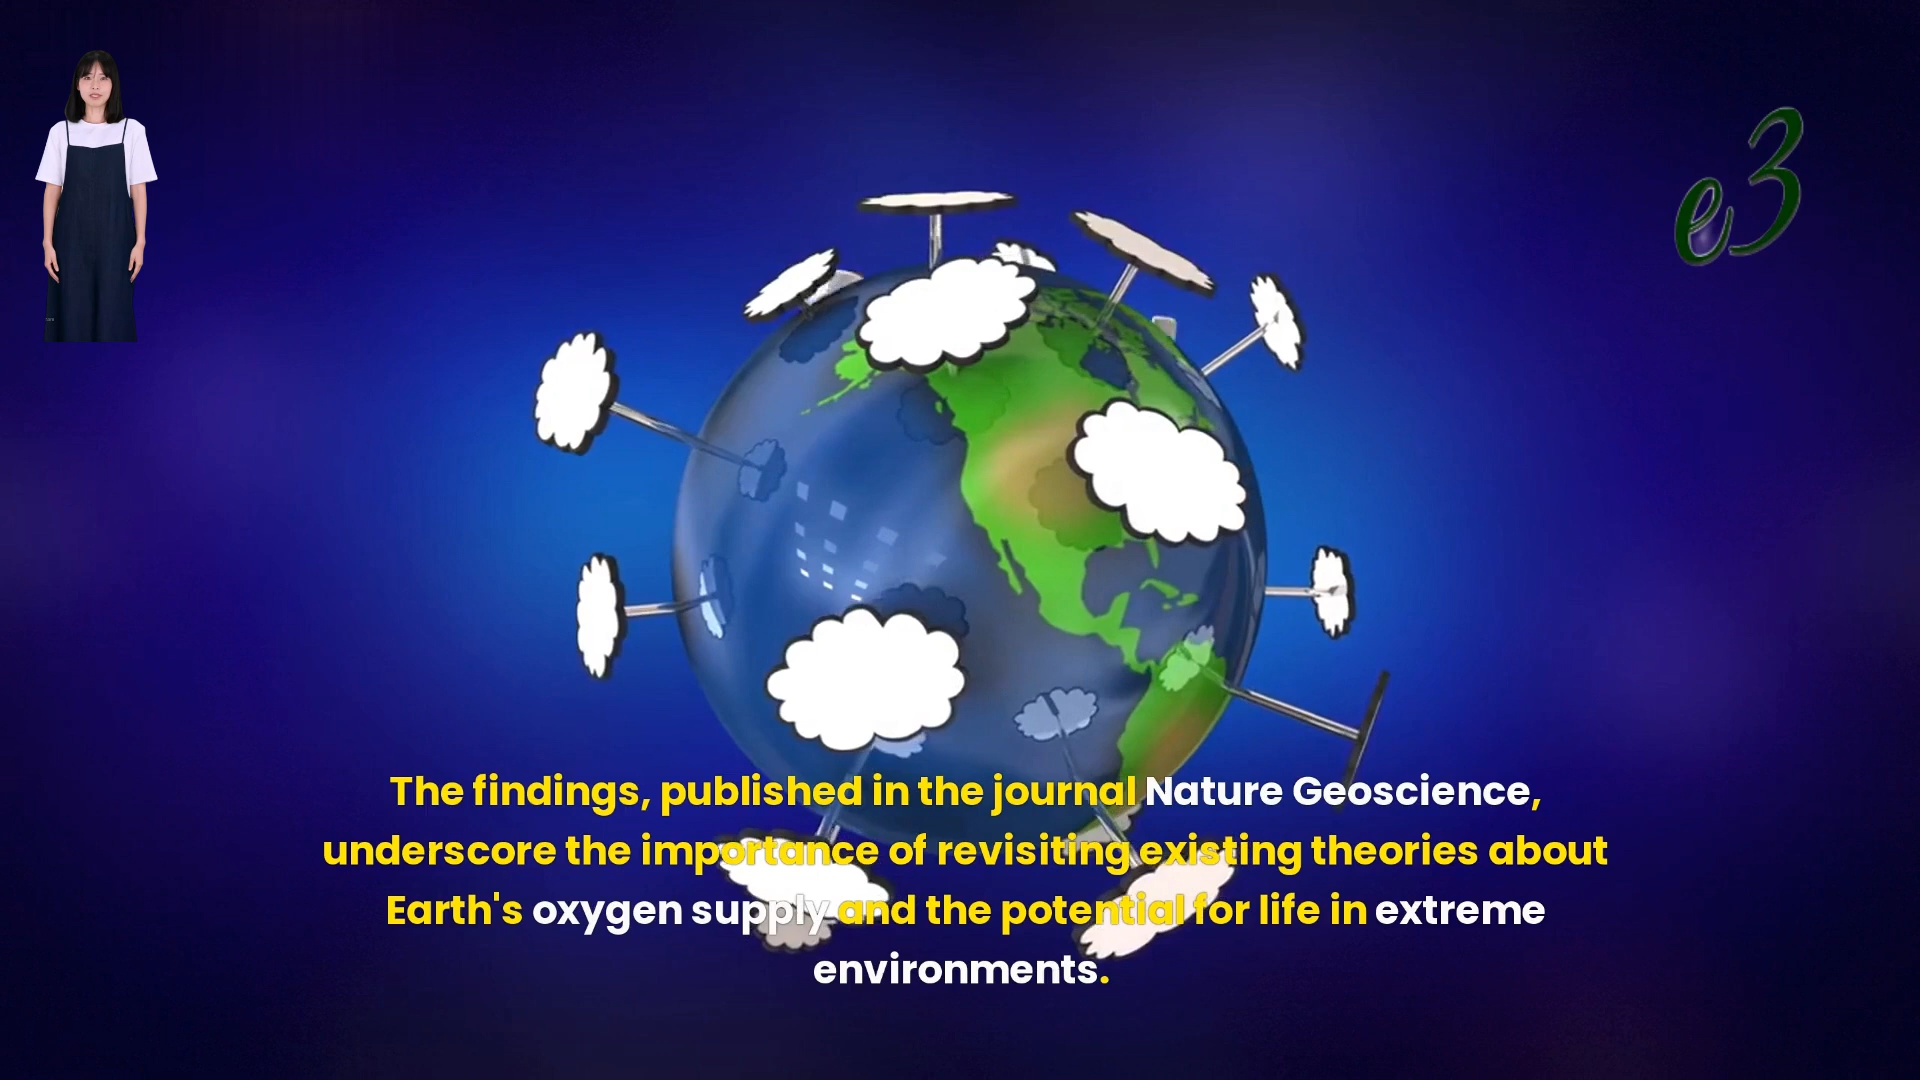 e3
The findings, published in the journal Nature Geoscience,
underscore the importance of revisiting existing theories about
Earth's oxygen supply and the potential for life in extreme
environments.